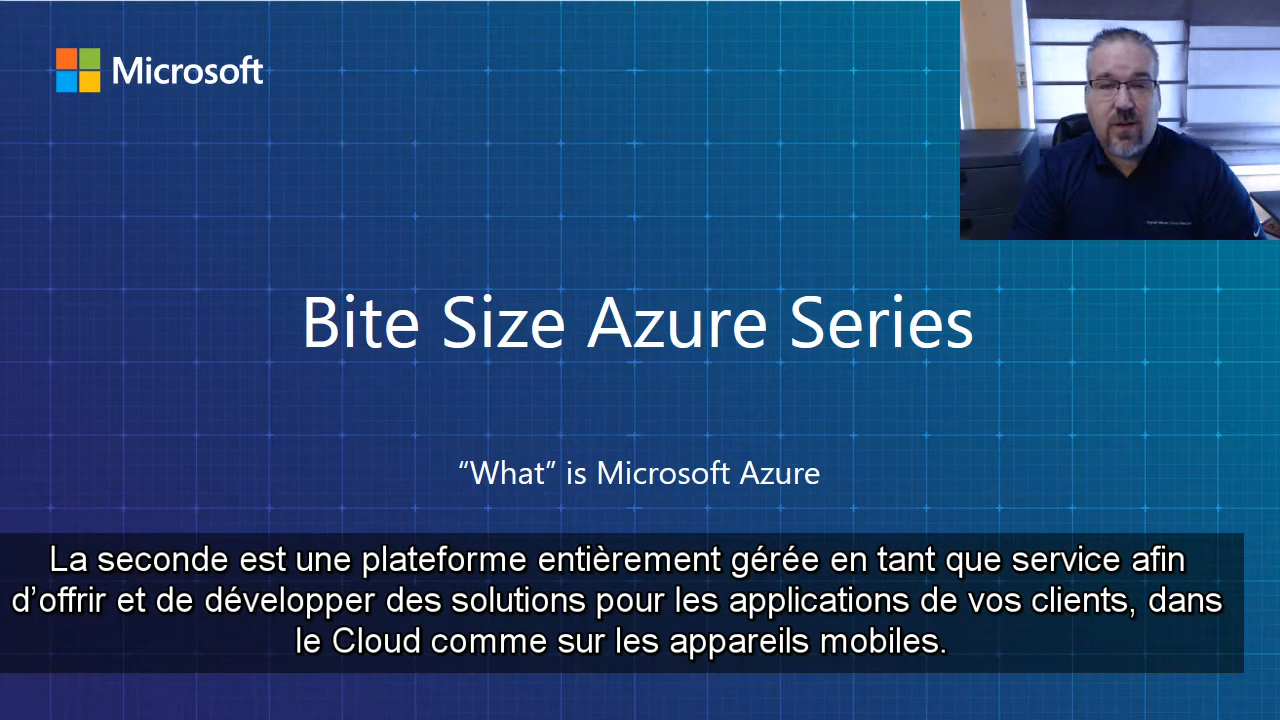 Microsoft
Bite Size Azure Series
“What” is Microsoft Azure
La seconde est une plateforme entièrement gérée en tant que service afin
d’offrir et de développer des solutions pour les applications de vos clients, dans
le Cloud comme sur les appareils mobiles.